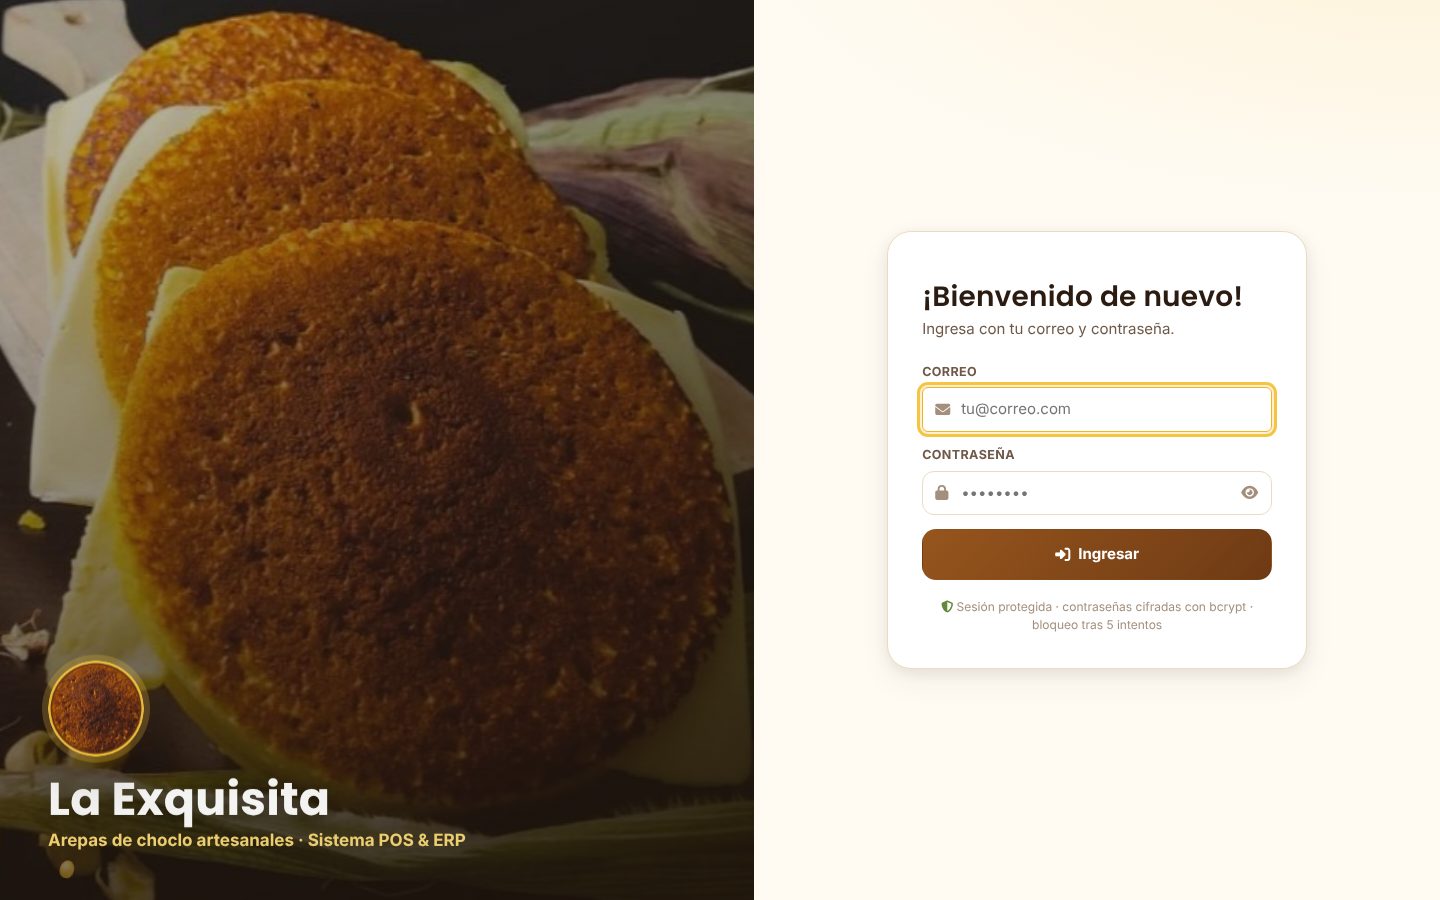 La Exquisita
Arepas de choclo artesanales · Sistema POS & ERP
¡Bienvenido de nuevo!
Ingresa con tu correo y contraseña.
CORREO
tu@correo.com
CONTRASEÑA
••••••••
Ingresar
Sesión protegida · contraseñas cifradas con bcrypt ·
bloqueo tras 5 intentos